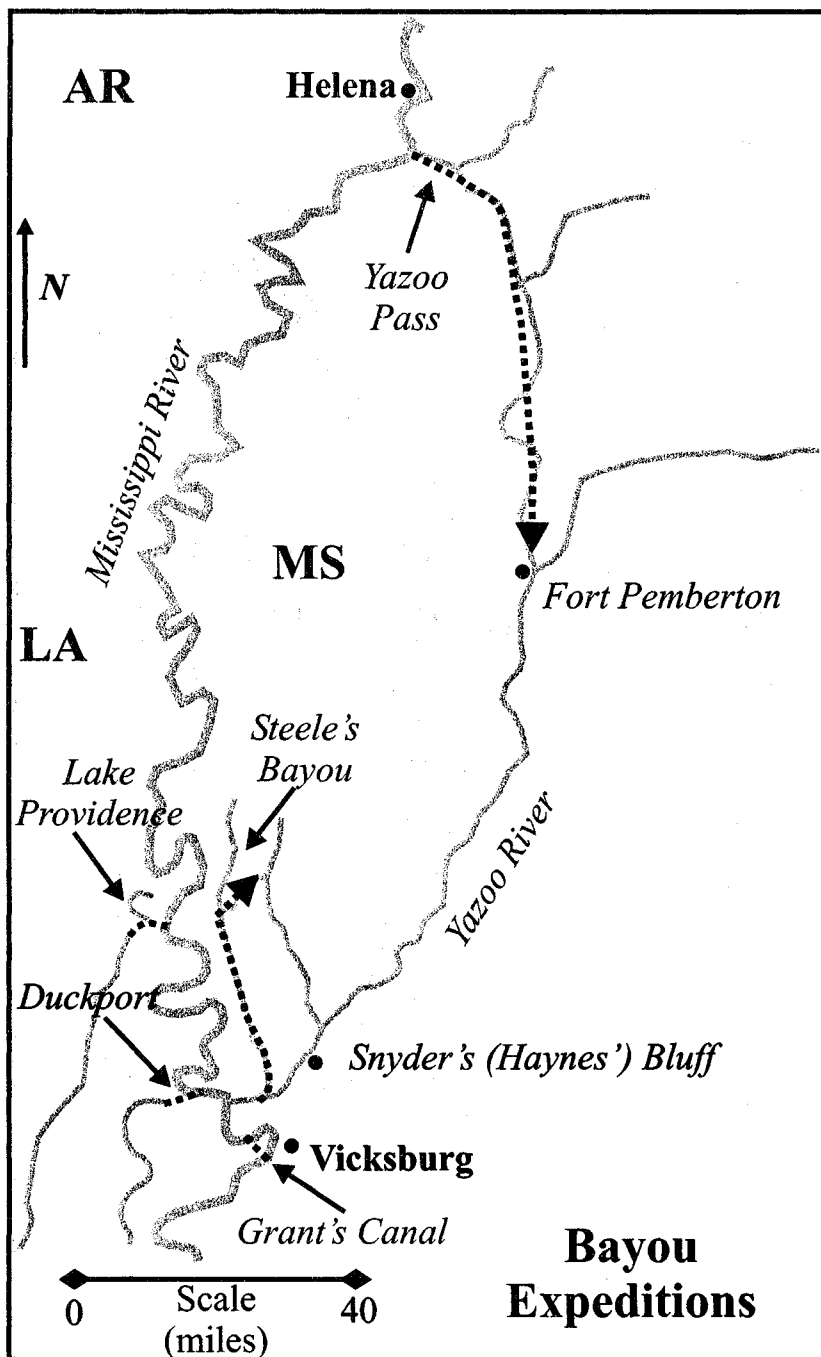 AR
Helena
N
Yazoo
Pass
Mississippi River
MS
Fort Pemberton
LA
Steele's
Bayou
Lake
Providence
Yazoo River
Duckport
Snyder's (Haynes') Bluff
Vicksburg
Grant's Canal
Bayou
Expeditions
0
Scale
(miles)
40